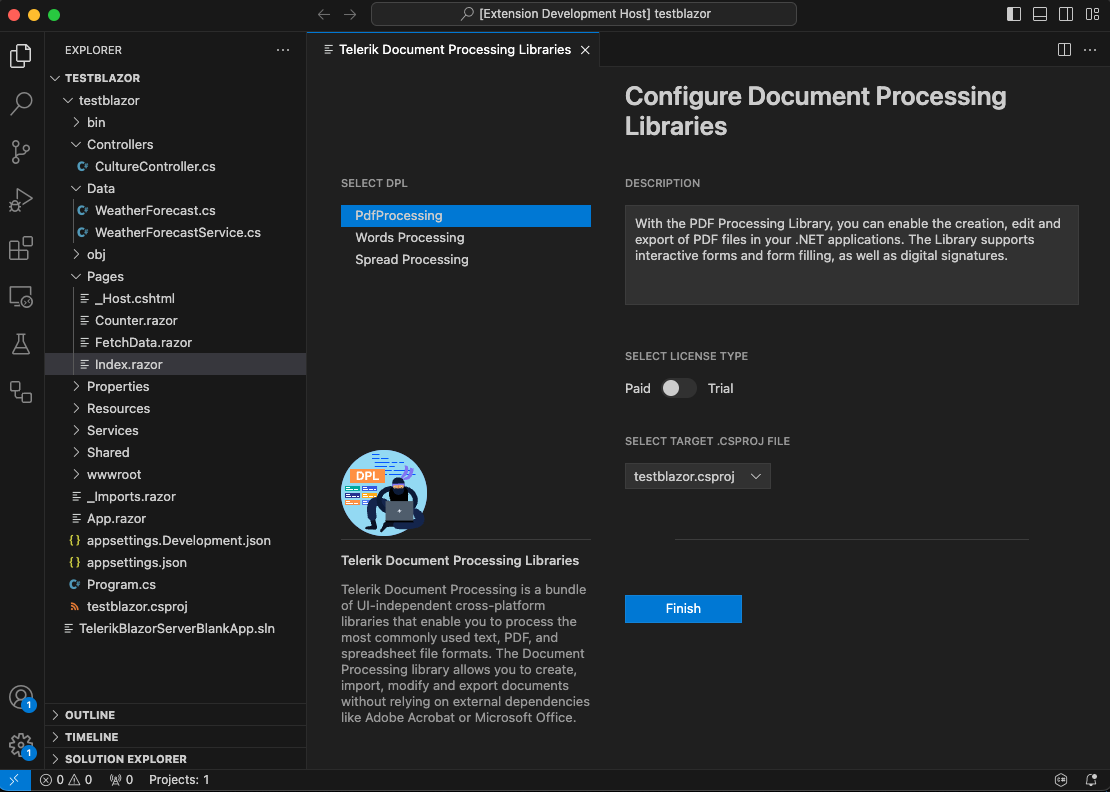 [Extension Development Host] testblazor
EXPLORER
TESTBLAZOR
testblazor
bin
Controllers
C# CultureController.cs
Data
C# WeatherForecast.cs
C# WeatherForecastService.cs
obj
Pages
_Host.cshtml
Counter.razor
FetchData.razor
Index.razor
Properties
Resources
Services
Shared
wwwroot
_Imports.razor
App.razor
{} appsettings.Development.json
{} appsettings.json
C# Program.cs
testblazor.csproj
TelerikBlazorServerBlankApp.sln
OUTLINE
TIMELINE
SOLUTION EXPLORER
1
1
Telerik Document Processing Libraries
SELECT DPL
PdfProcessing
Words Processing
Spread Processing
DPL
Telerik Document Processing Libraries
Telerik Document Processing is a bundle
of UI-independent cross-platform
libraries that enable you to process the
most commonly used text, PDF, and
spreadsheet file formats. The Document
Processing library allows you to create,
import, modify and export documents
without relying on external dependencies
like Adobe Acrobat or Microsoft Office.
Configure Document Processing
Libraries
DESCRIPTION
With the PDF Processing Library, you can enable the creation, edit and
export of PDF files in your .NET applications. The Library supports
interactive forms and form filling, as well as digital signatures.
SELECT LICENSE TYPE
Paid Trial
SELECT TARGET .CSPROJ FILE
testblazor.csproj
Finish
0 0 0 Projects: 1